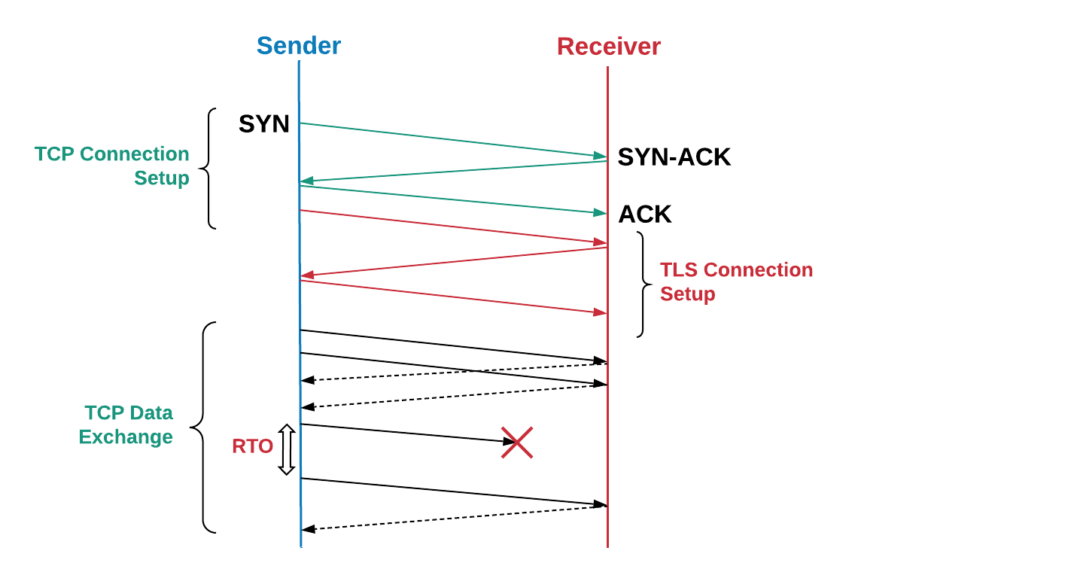 Sender
Receiver
SYN
TCP Connection
Setup
SYN-ACK
ACK
TLS Connection
Setup
TCP Data
Exchange
RTO